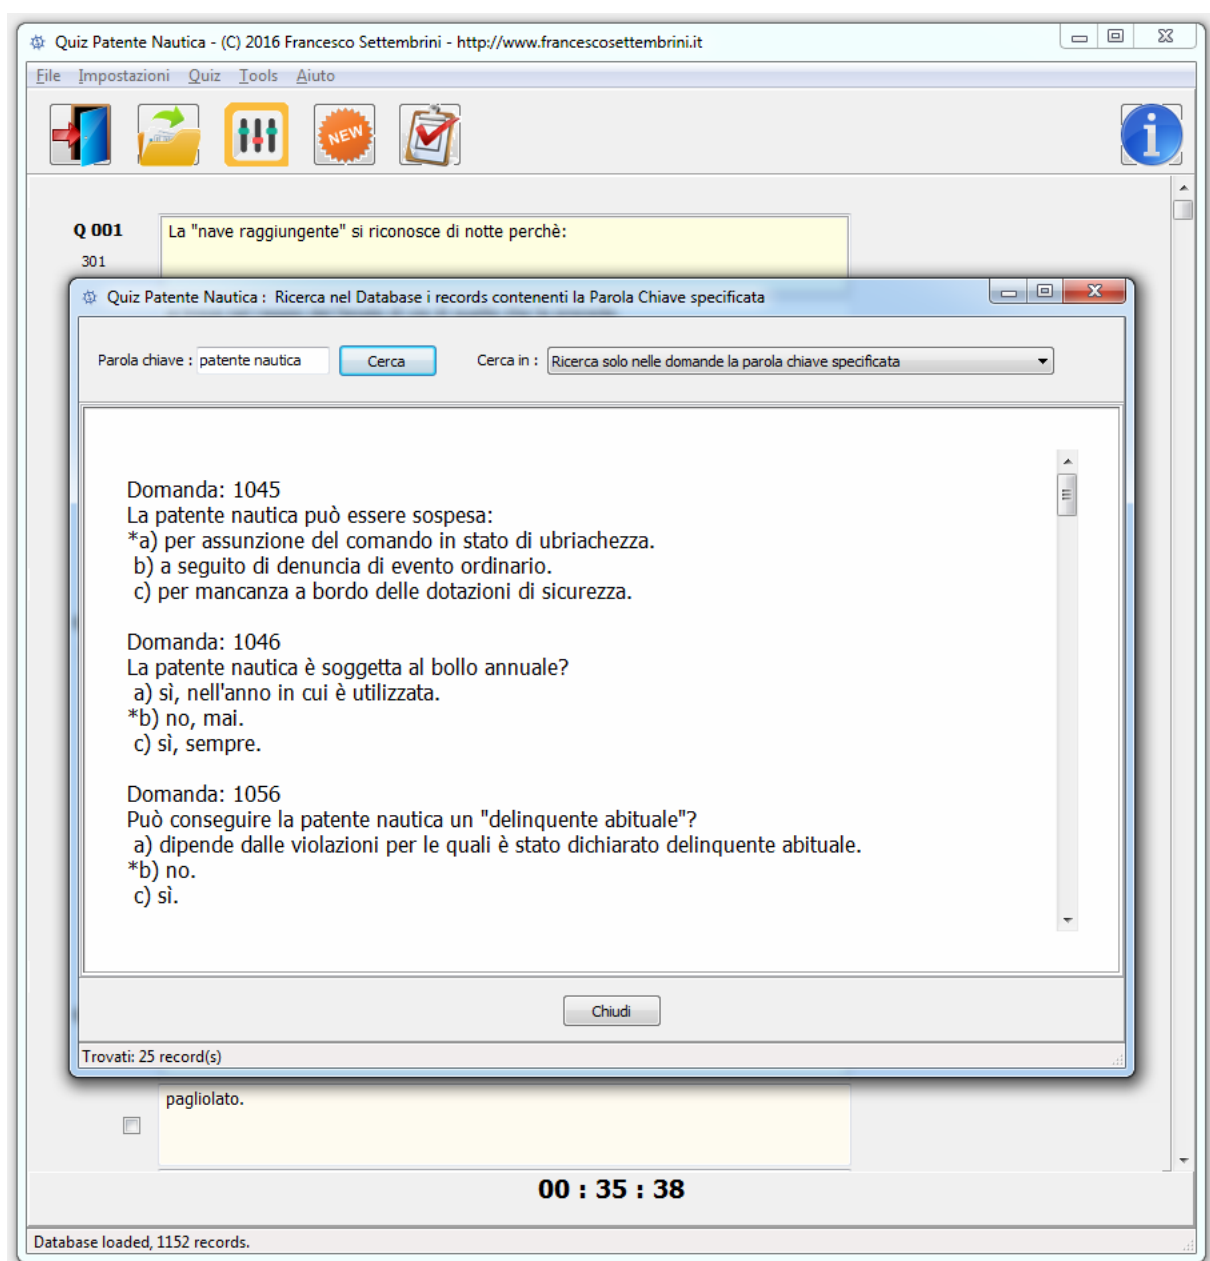 Quiz Patente Nautica - (C) 2016 Francesco Settembrini - http://www.francescosettembrini.it
File Impostazioni Quiz Tools Aiuto
NEW
Q 001
La "nave raggiungente" si riconosce di notte perchè:
301
Quiz Patente Nautica : Ricerca nel Database i records contenenti la Parola Chiave specificata
Parola chiave : patente nautica Cerca Cerca in : Ricerca solo nelle domande la parola chiave specificata
Domanda: 1045
La patente nautica può essere sospesa:
*a) per assunzione del comando in stato di ubriachezza.
b) a seguito di denuncia di evento ordinario.
c) per mancanza a bordo delle dotazioni di sicurezza.
Domanda: 1046
La patente nautica è soggetta al bollo annuale?
a) sì, nell'anno in cui è utilizzata.
*b) no, mai.
c) sì, sempre.
Domanda: 1056
Può conseguire la patente nautica un "delinquente abituale"?
a) dipende dalle violazioni per le quali è stato dichiarato delinquente abituale.
*b) no.
c) sì.
Chiudi
Trovati: 25 record(s)
pagliolato.
00 : 35 : 38
Database loaded, 1152 records.